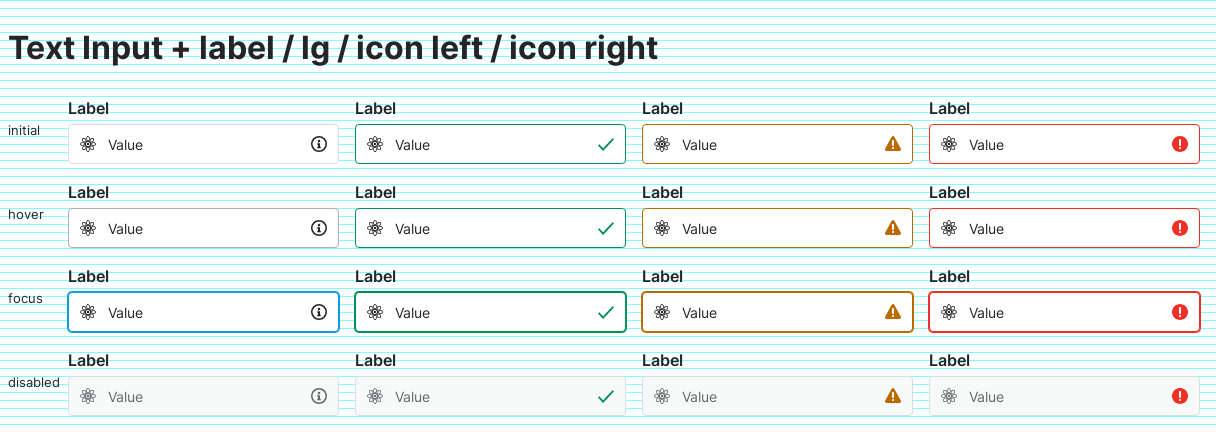 Text Input + label / lg / icon left / icon right
Label Label Label Label
initial Value Value Value Value
Label Label Label Label
hover Value Value Value Value
Label Label Label Label
focus Value Value Value Value
Label Label Label Label
disabled Value Value Value Value